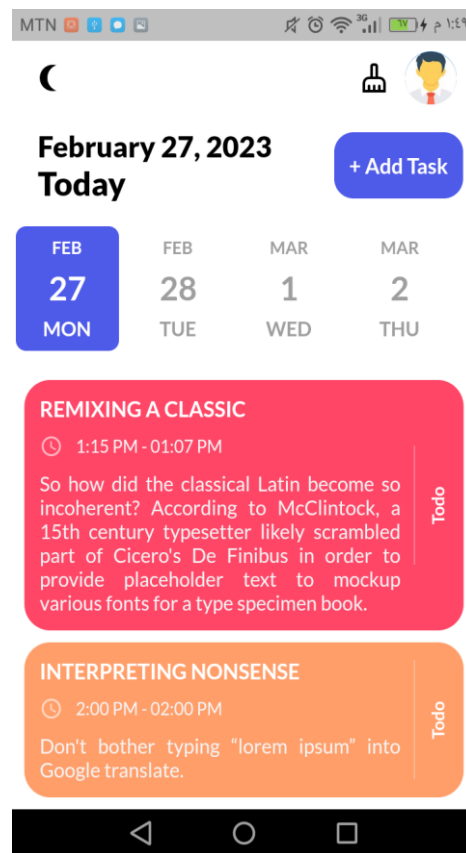 MTN 3G ٦٧ ١:٤٩ م
February 27, 2023
Today
+ Add Task
FEB FEB MAR MAR
27 28 1 2
MON TUE WED THU
REMIXING A CLASSIC
1:15 PM - 01:07 PM
So how did the classical Latin become so
incoherent? According to McClintock, a
15th century typesetter likely scrambled
part of Cicero's De Finibus in order to
provide placeholder text to mockup
various fonts for a type specimen book.
Todo
INTERPRETING NONSENSE
2:00 PM - 02:00 PM
Don't bother typing “lorem ipsum” into
Google translate.
Todo